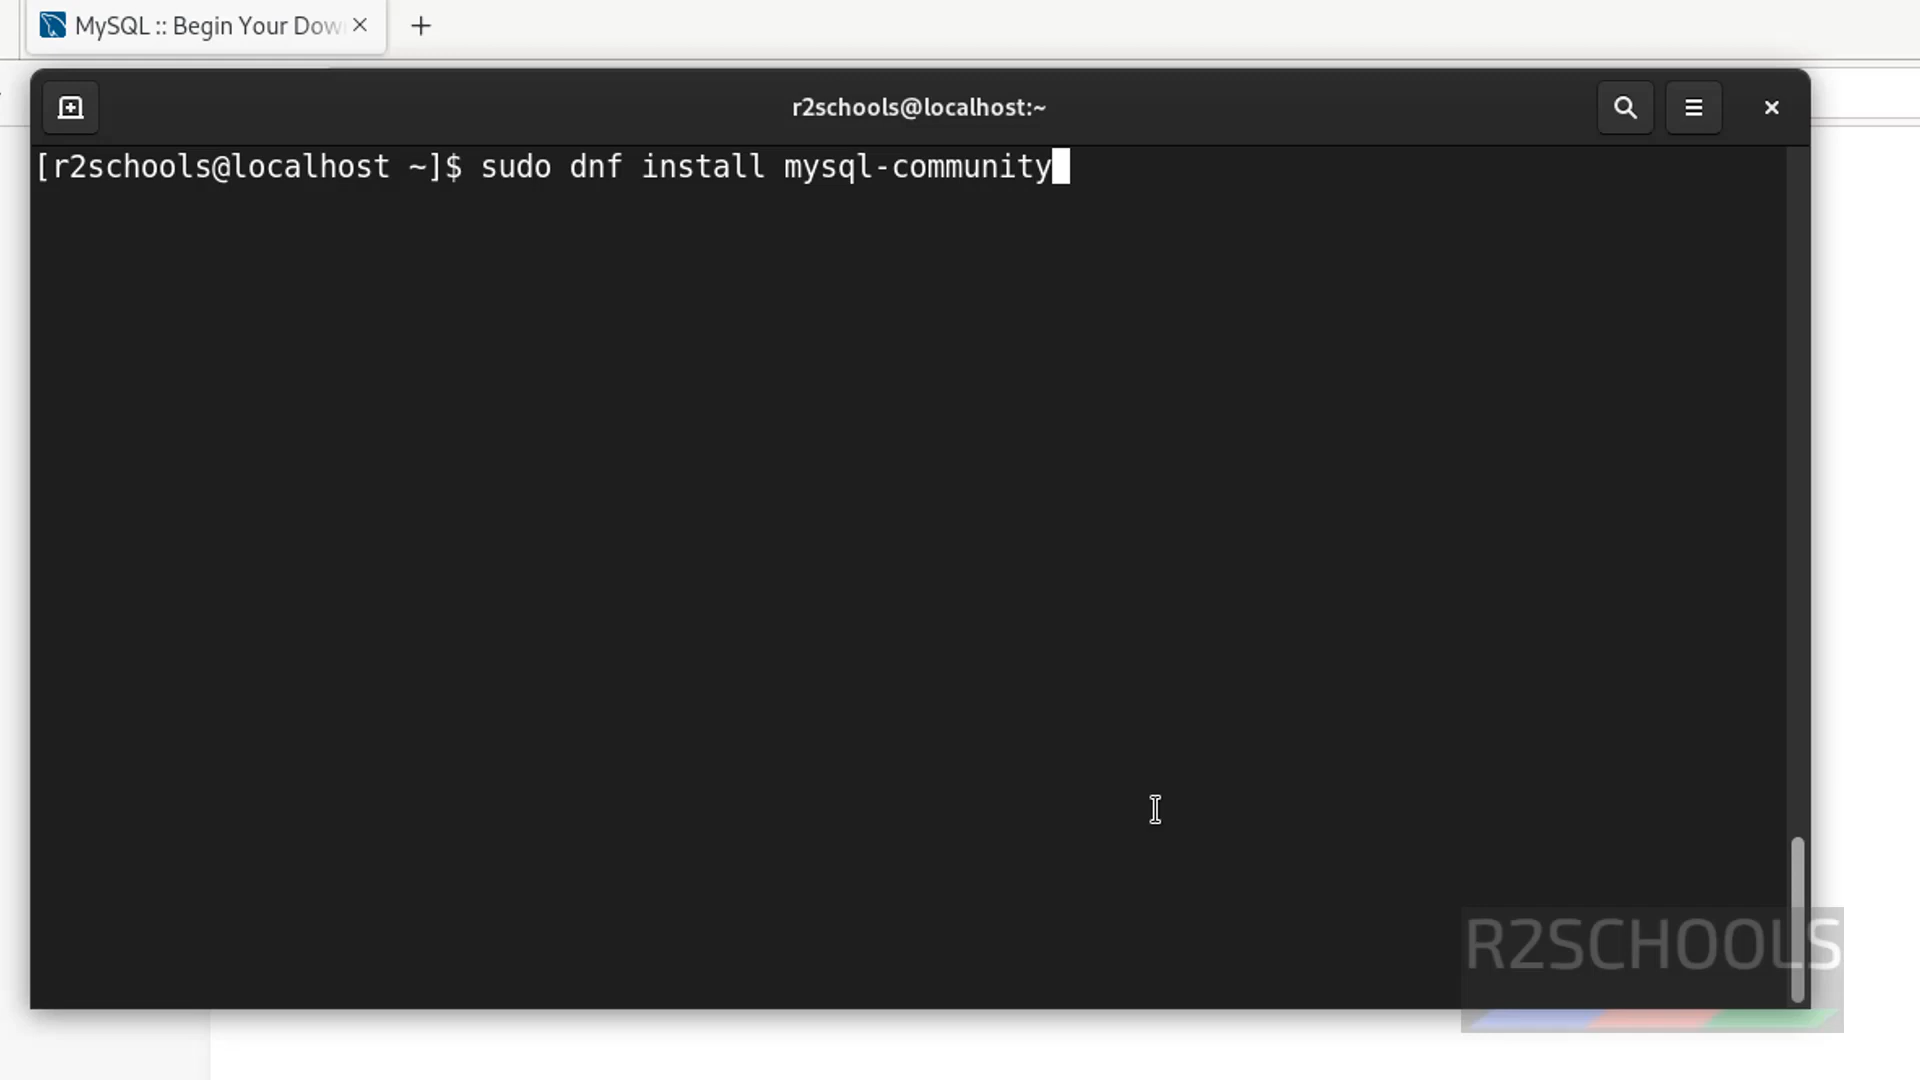 MySQL :: Begin Your Dow
r2schools@localhost:~
[r2schools@localhost ~]$ sudo dnf install mysql-community
R2SCHOOLS